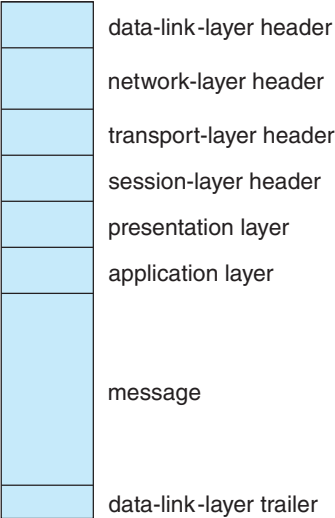 data-link-layer header
network-layer header
transport-layer header
session-layer header
presentation layer
application layer
message
data-link-layer trailer